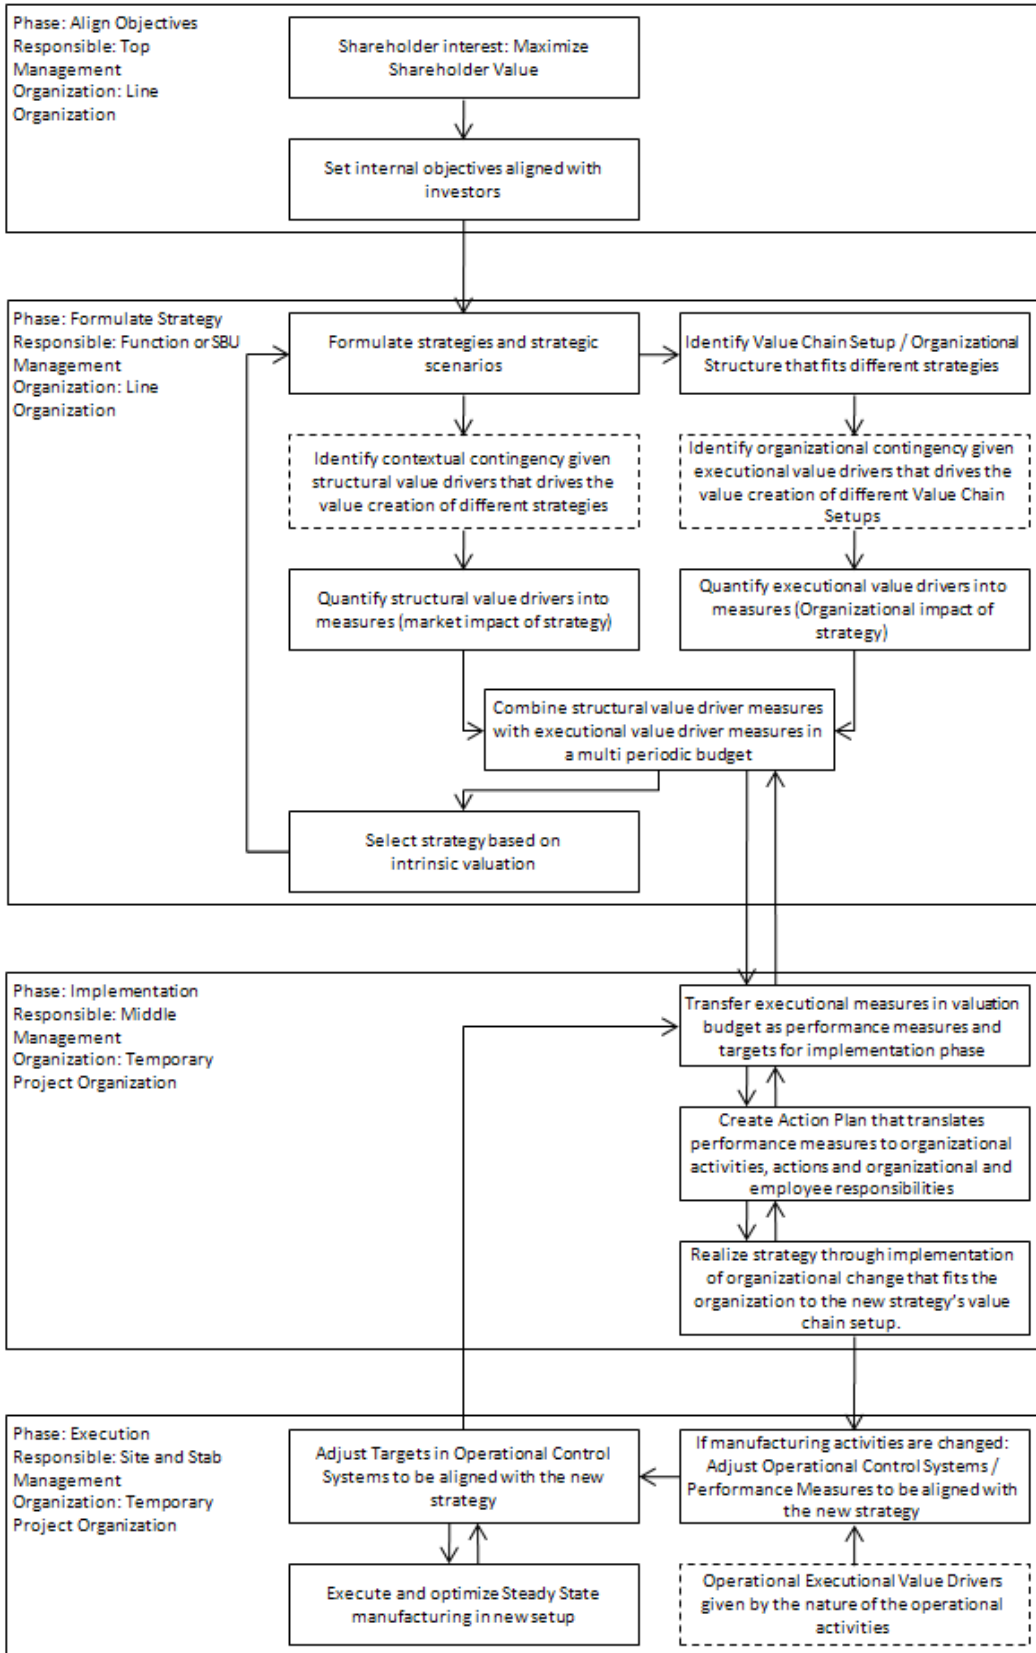 Phase: Align Objectives
Responsible: Top
Management
Organization: Line
Organization
Shareholder interest: Maximize
Shareholder Value
Set internal objectives aligned with
investors
Phase: Formulate Strategy
Responsible: Function or SBU
Management
Organization: Line
Organization
Formulate strategies and strategic
scenarios
Identify Value Chain Setup / Organizational
Structure that fits different strategies
Identify contextual contingency given
structural value drivers that drives the
value creation of different strategies
Identify organizational contingency given
executional value drivers that drives the
value creation of different Value Chain
Setups
Quantify structural value drivers into
measures (market impact of strategy)
Quantify executional value drivers into
measures (Organizational impact of
strategy)
Combine structural value driver measures
with executional value driver measures in
a multi periodic budget
Select strategy based on
intrinsic valuation
Phase: Implementation
Responsible: Middle
Management
Organization: Temporary
Project Organization
Transfer executional measures in valuation
budget as performance measures and
targets for implementation phase
Create Action Plan that translates
performance measures to organizational
activities, actions and organizational and
employee responsibilities
Realize strategy through implementation
of organizational change that fits the
organization to the new strategy's value
chain setup.
Phase: Execution
Responsible: Site and Stab
Management
Organization: Temporary
Project Organization
Adjust Targets in Operational Control
Systems to be aligned with the new
strategy
If manufacturing activities are changed:
Adjust Operational Control Systems /
Performance Measures to be aligned with
the new strategy
Execute and optimize Steady State
manufacturing in new setup
Operational Executional Value Drivers
given by the nature of the operational
activities